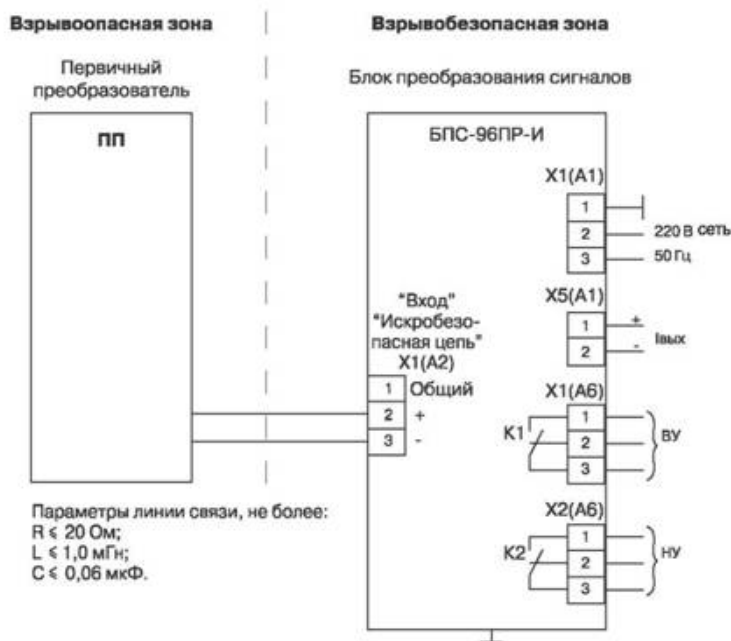 Взрывоопасная зона
Взрывобезопасная зона
Первичный
преобразователь
Блок преобразования сигналов
ПП
БПС-96ПР-И
X1(A1)
1
2
3
220 В сеть
50 Гц
X5(A1)
1
2
+
-
Iвых
"Вход"
"Искробезо-
пасная цепь"
X1(A2)
1 Общий
2 +
3 -
X1(A6)
K1
1
2
3
ВУ
X2(A6)
K2
1
2
3
НУ
Параметры линии связи, не более:
R ⩽ 20 Ом;
L ⩽ 1,0 мГн;
C ⩽ 0,06 мкФ.